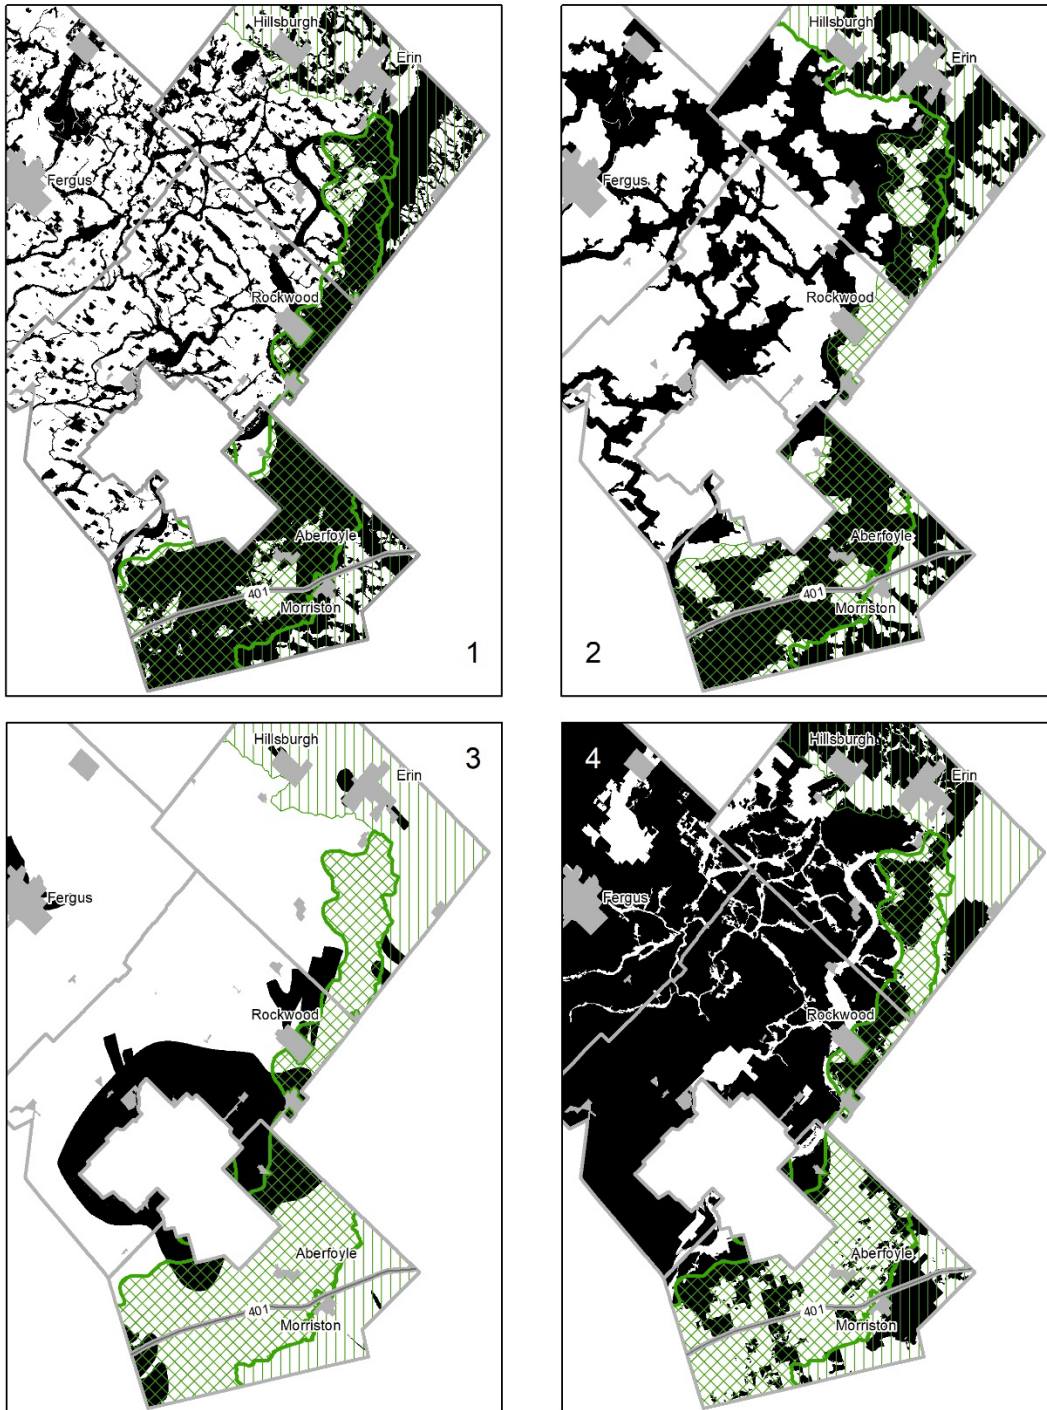 Hillsburgh
Erin
Fergus
Rockwood
Aberfoyle
401
Morriston
1
Hillsburgh
Erin
Fergus
Rockwood
Aberfoyle
401
Morriston
2
Hillsburgh
3
Erin
Fergus
Rockwood
Aberfoyle
401
Morriston
Hillsburgh
4
Erin
Fergus
Rockwood
Aberfoyle
401
Morriston